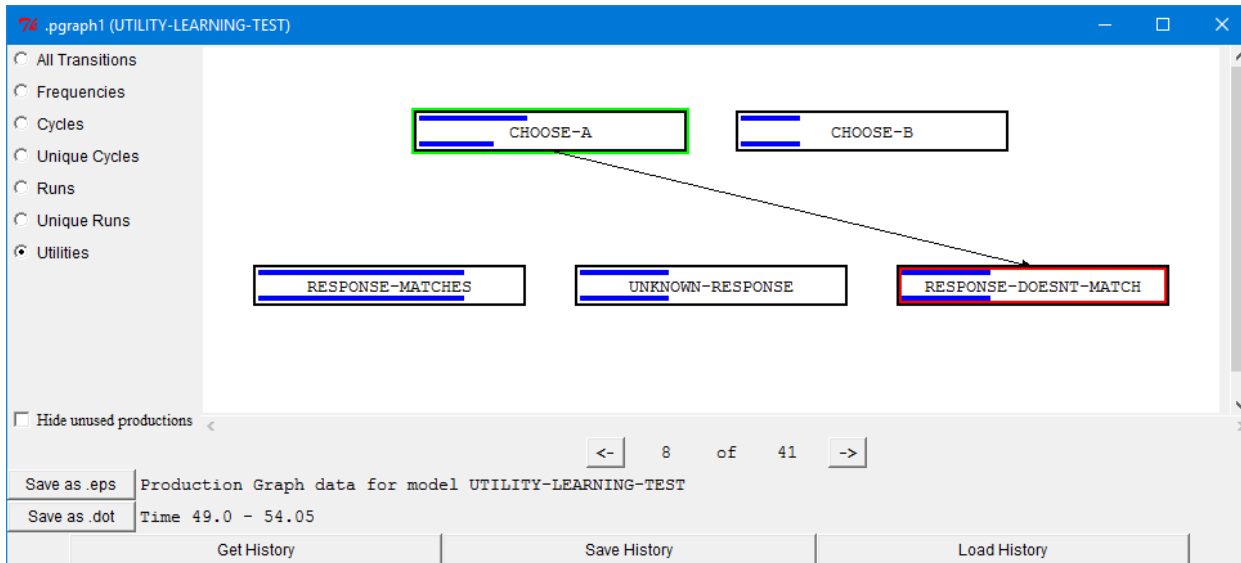 .pgraph1 (UTILITY-LEARNING-TEST)
All Transitions
Frequencies
Cycles
Unique Cycles
Runs
Unique Runs
Utilities
CHOOSE-A CHOOSE-B
RESPONSE-MATCHES UNKNOWN-RESPONSE RESPONSE-DOESNT-MATCH
Hide unused productions
<- 8 of 41 ->
Save as .eps Production Graph data for model UTILITY-LEARNING-TEST
Save as .dot Time 49.0 - 54.05
Get History Save History Load History